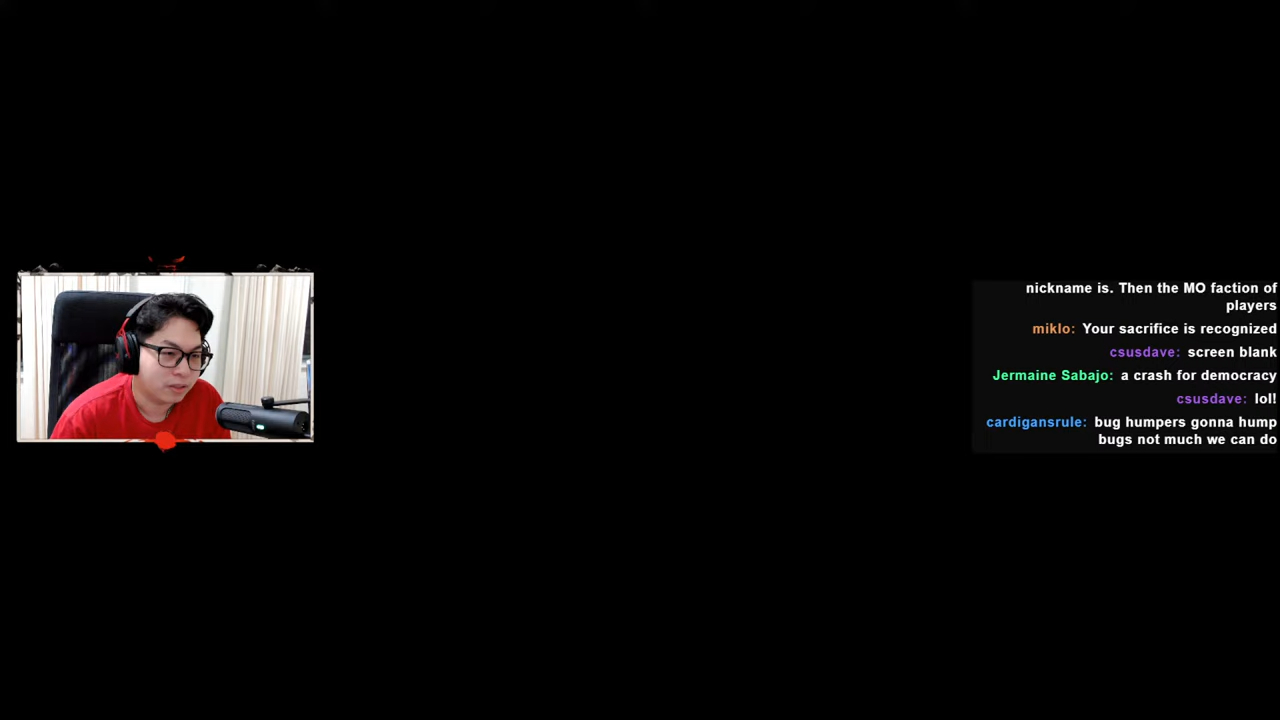 nickname is. Then the MO faction of
players
miklo: Your sacrifice is recognized
csusdave: screen blank
Jermaine Sabajo: a crash for democracy
csusdave: lol!
cardigansrule: bug humpers gonna hump
bugs not much we can do